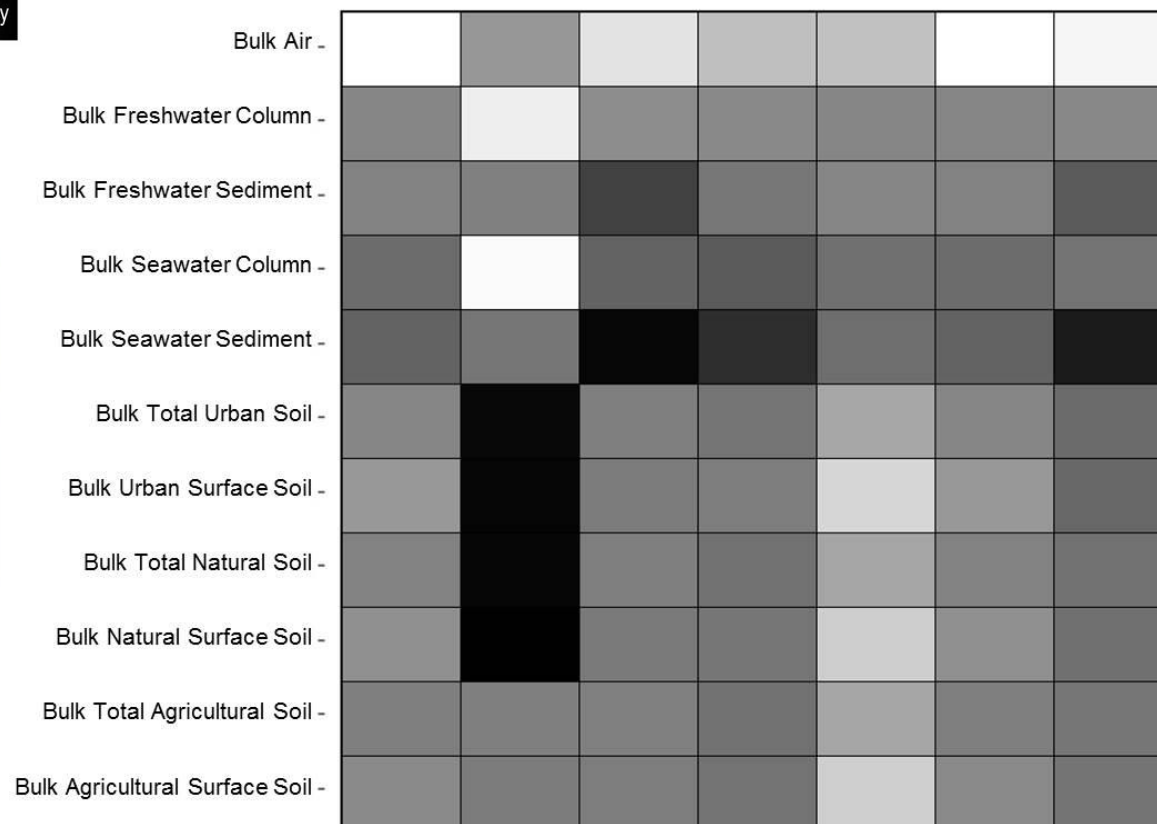 y
Bulk Air
Bulk Freshwater Column
Bulk Freshwater Sediment
Bulk Seawater Column
Bulk Seawater Sediment
Bulk Total Urban Soil
Bulk Urban Surface Soil
Bulk Total Natural Soil
Bulk Natural Surface Soil
Bulk Total Agricultural Soil
Bulk Agricultural Surface Soil